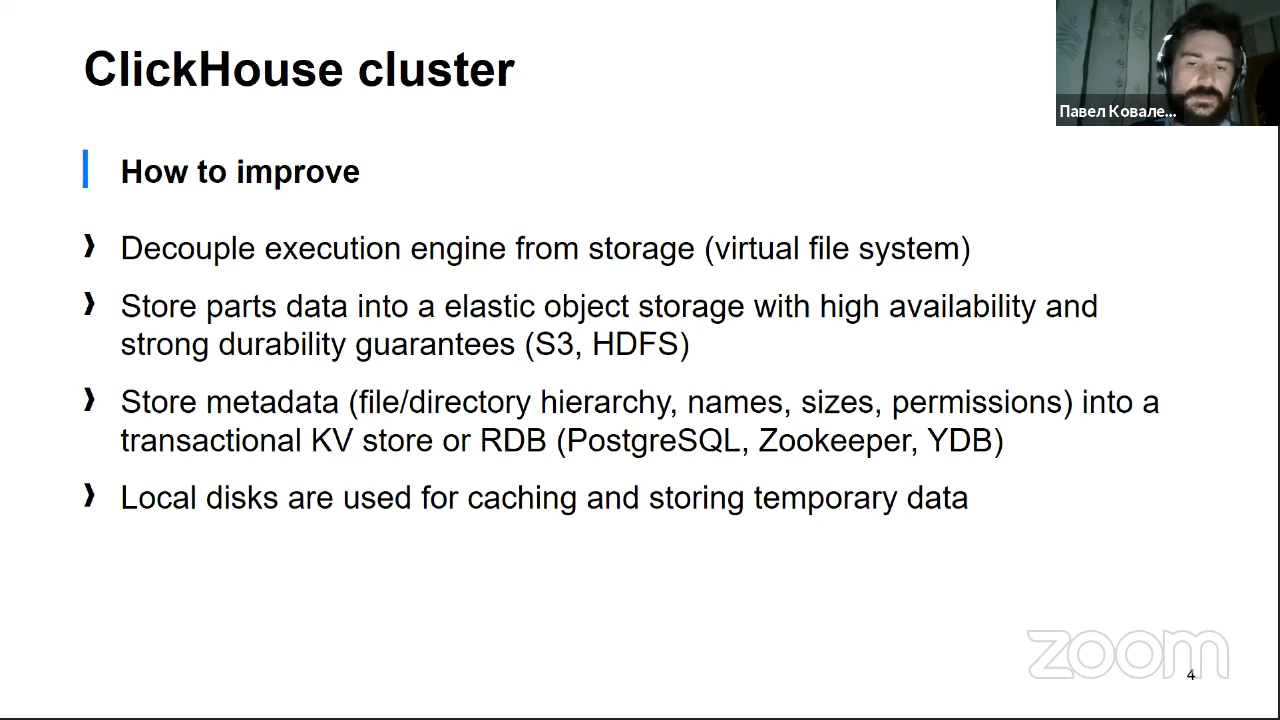 ClickHouse cluster
Павел Ковале...
How to improve
Decouple execution engine from storage (virtual file system)
Store parts data into a elastic object storage with high availability and
strong durability guarantees (S3, HDFS)
Store metadata (file/directory hierarchy, names, sizes, permissions) into a
transactional KV store or RDB (PostgreSQL, Zookeeper, YDB)
Local disks are used for caching and storing temporary data
zoom
4